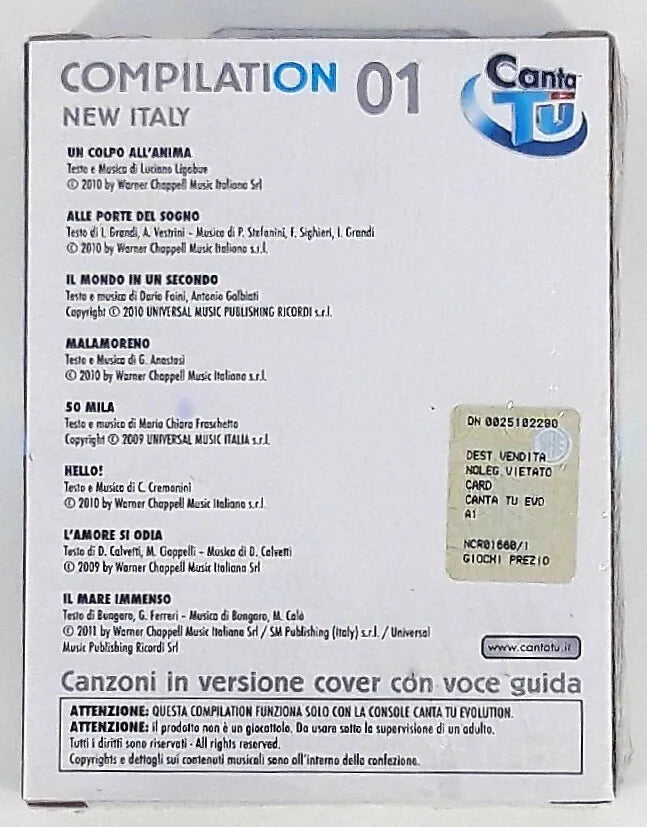 COMPILATION 01
NEW ITALY
Canta
Tu
UN COLPO ALL'ANIMA
Testo e Musica di Luciano Ligabue
© 2010 by Warner Chappell Music Italiana Srl
ALLE PORTE DEL SOGNO
Testo di I. Grandi, A. Vestrini - Musica di P. Stefanini, F. Sighieri, I. Grandi
© 2010 by Warner Chappell Music Italiana s.r.l.
IL MONDO IN UN SECONDO
Testo e musica di Dario Faini, Antonio Galbiati
Copyright © 2010 UNIVERSAL MUSIC PUBLISHING RICORDI s.r.l.
MALAMORENO
Testo e Musica di G. Anastasi
© 2010 by Warner Chappell Music Italiana s.r.l.
SO MILA
Testo e musica di Maria Chiara Fraschetta
Copyright © 2009 UNIVERSAL MUSIC ITALIA s.r.l.
HELLO!
Testo e Musica di C. Cremonini
© 2010 by Warner Chappell Music Italiana s.r.l.
L'AMORE SI ODIA
Testo di D. Calvetti, M. Ciappelli - Musica di D. Calvetti
© 2009 by Warner Chappell Music Italiana Srl
IL MARE IMMENSO
Testo di Bungaro, G. Ferreri - Musica di Bungaro, M. Calò
© 2011 by Warner Chappell Music Italiana Srl / SM Publishing (Italy) s.r.l. / Universal
Music Publishing Ricordi Srl
DN 0025102290
DEST.VENDITA
NOLEG.VIETATO
CARD
CANTA TU EVO
A1
NCR01660/1
GIOCHI PREZIO
www.cantatu.it
Canzoni in versione cover con voce guida
ATTENZIONE: QUESTA COMPILATION FUNZIONA SOLO CON LA CONSOLE CANTA TU EVOLUTION.
ATTENZIONE: il prodotto non è un giocattolo. Da usare sotto la supervisione di un adulto.
Tutti i diritti sono riservati - All rights reserved.
Copyrights e dettagli sui contenuti musicali sono all'interno della confezione.